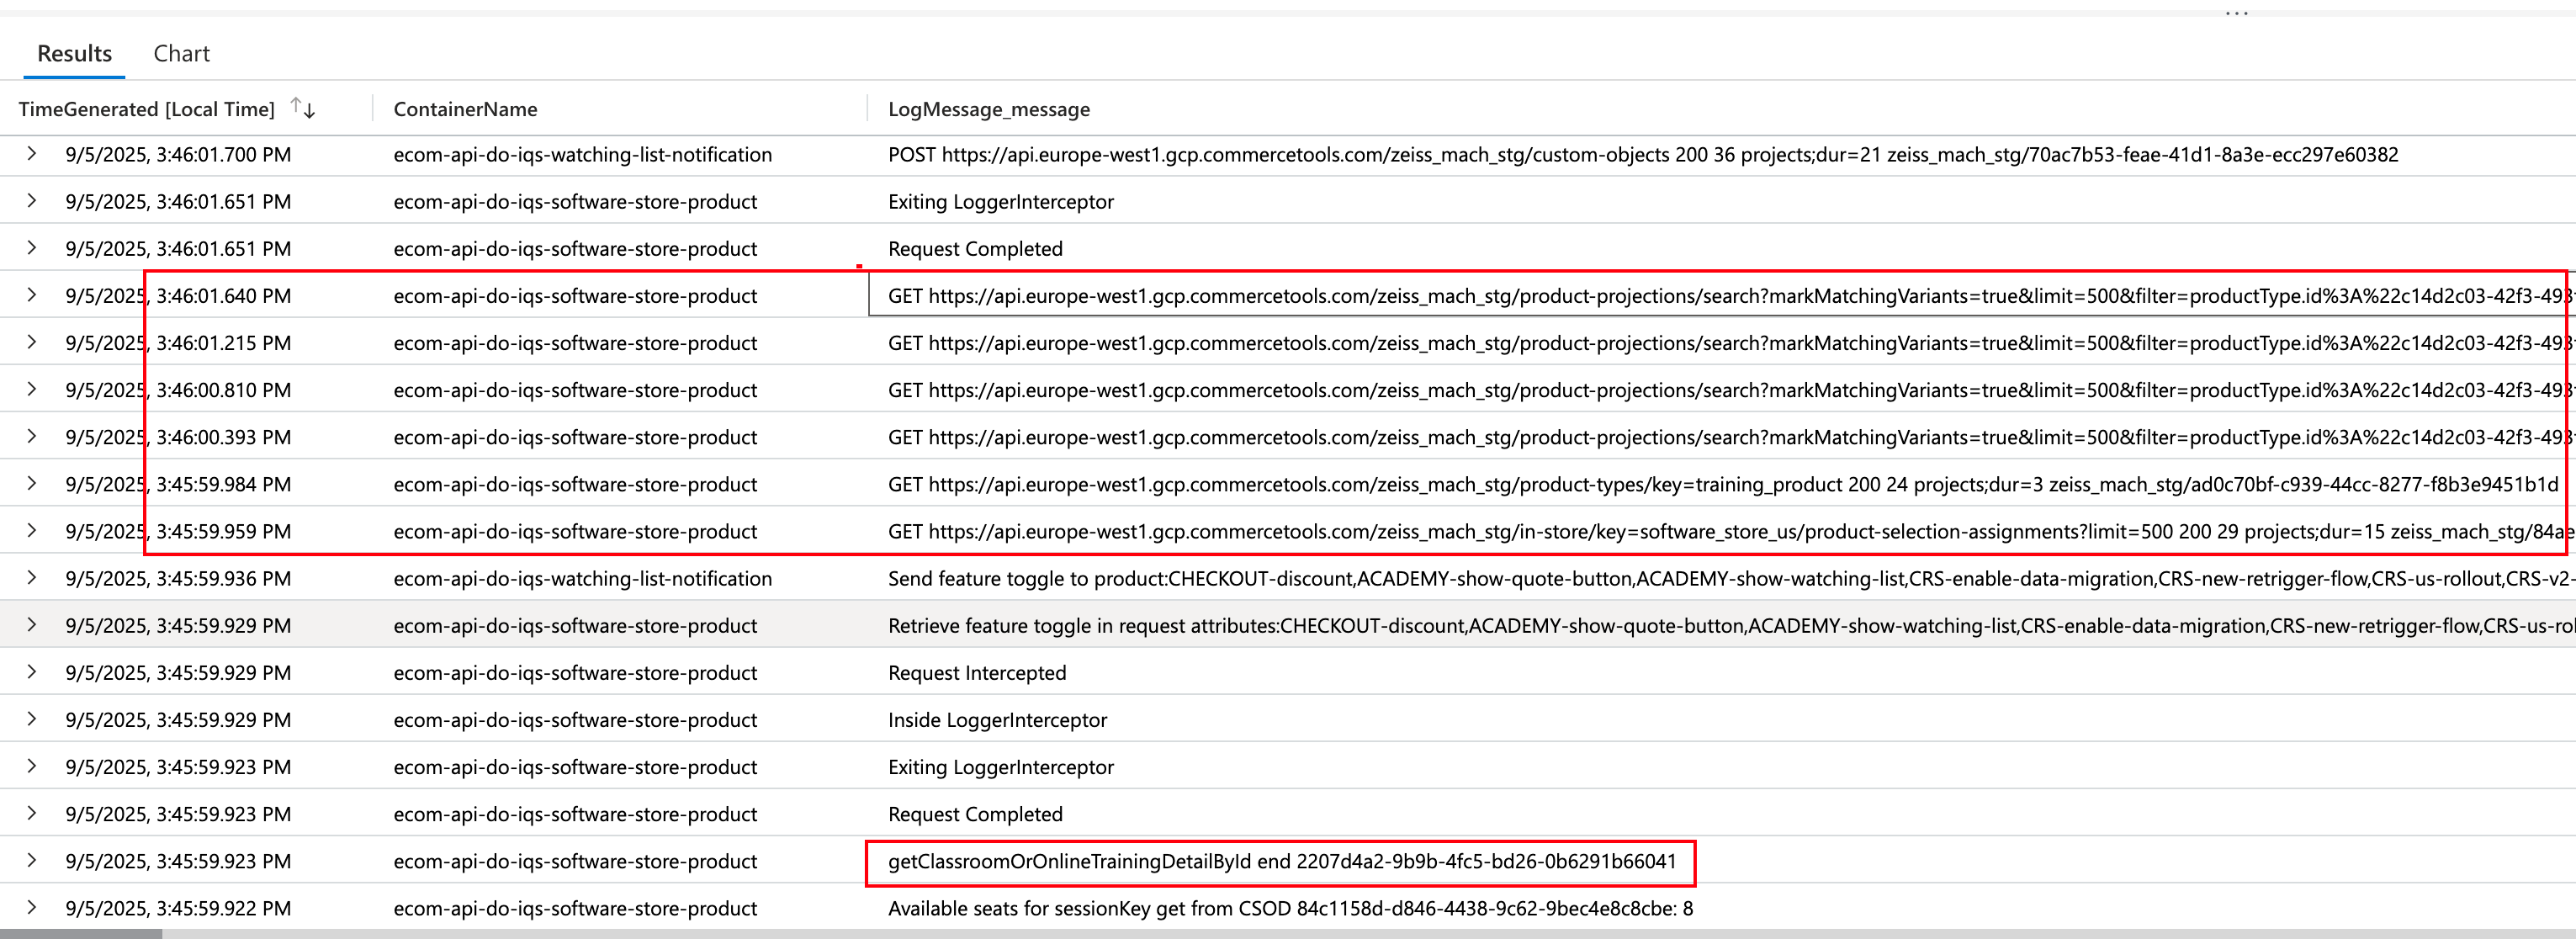 ...
Results Chart
TimeGenerated [Local Time] ↑↓ ContainerName LogMessage_message
9/5/2025, 3:46:01.700 PM ecom-api-do-iqs-watching-list-notification POST https://api.europe-west1.gcp.commercetools.com/zeiss_mach_stg/custom-objects 200 36 projects;dur=21 zeiss_mach_stg/70ac7b53-feae-41d1-8a3e-ecc297e60382
9/5/2025, 3:46:01.651 PM ecom-api-do-iqs-software-store-product Exiting LoggerInterceptor
9/5/2025, 3:46:01.651 PM ecom-api-do-iqs-software-store-product Request Completed
9/5/2025, 3:46:01.640 PM ecom-api-do-iqs-software-store-product GET https://api.europe-west1.gcp.commercetools.com/zeiss_mach_stg/product-projections/search?markMatchingVariants=true&limit=500&filter=productType.id%3A%22c14d2c03-42f3-493
9/5/2025, 3:46:01.215 PM ecom-api-do-iqs-software-store-product GET https://api.europe-west1.gcp.commercetools.com/zeiss_mach_stg/product-projections/search?markMatchingVariants=true&limit=500&filter=productType.id%3A%22c14d2c03-42f3-493
9/5/2025, 3:46:00.810 PM ecom-api-do-iqs-software-store-product GET https://api.europe-west1.gcp.commercetools.com/zeiss_mach_stg/product-projections/search?markMatchingVariants=true&limit=500&filter=productType.id%3A%22c14d2c03-42f3-493
9/5/2025, 3:46:00.393 PM ecom-api-do-iqs-software-store-product GET https://api.europe-west1.gcp.commercetools.com/zeiss_mach_stg/product-projections/search?markMatchingVariants=true&limit=500&filter=productType.id%3A%22c14d2c03-42f3-493
9/5/2025, 3:45:59.984 PM ecom-api-do-iqs-software-store-product GET https://api.europe-west1.gcp.commercetools.com/zeiss_mach_stg/product-types/key=training_product 200 24 projects;dur=3 zeiss_mach_stg/ad0c70bf-c939-44cc-8277-f8b3e9451b1d
9/5/2025, 3:45:59.959 PM ecom-api-do-iqs-software-store-product GET https://api.europe-west1.gcp.commercetools.com/zeiss_mach_stg/in-store/key=software_store_us/product-selection-assignments?limit=500 200 29 projects;dur=15 zeiss_mach_stg/84ae
9/5/2025, 3:45:59.936 PM ecom-api-do-iqs-watching-list-notification Send feature toggle to product:CHECKOUT-discount,ACADEMY-show-quote-button,ACADEMY-show-watching-list,CRS-enable-data-migration,CRS-new-retrigger-flow,CRS-us-rollout,CRS-v2-
9/5/2025, 3:45:59.929 PM ecom-api-do-iqs-software-store-product Retrieve feature toggle in request attributes:CHECKOUT-discount,ACADEMY-show-quote-button,ACADEMY-show-watching-list,CRS-enable-data-migration,CRS-new-retrigger-flow,CRS-us-rol
9/5/2025, 3:45:59.929 PM ecom-api-do-iqs-software-store-product Request Intercepted
9/5/2025, 3:45:59.929 PM ecom-api-do-iqs-software-store-product Inside LoggerInterceptor
9/5/2025, 3:45:59.923 PM ecom-api-do-iqs-software-store-product Exiting LoggerInterceptor
9/5/2025, 3:45:59.923 PM ecom-api-do-iqs-software-store-product Request Completed
9/5/2025, 3:45:59.923 PM ecom-api-do-iqs-software-store-product getClassroomOrOnlineTrainingDetailById end 2207d4a2-9b9b-4fc5-bd26-0b6291b66041
9/5/2025, 3:45:59.922 PM ecom-api-do-iqs-software-store-product Available seats for sessionKey get from CSOD 84c1158d-d846-4438-9c62-9bec4e8c8cbe: 8